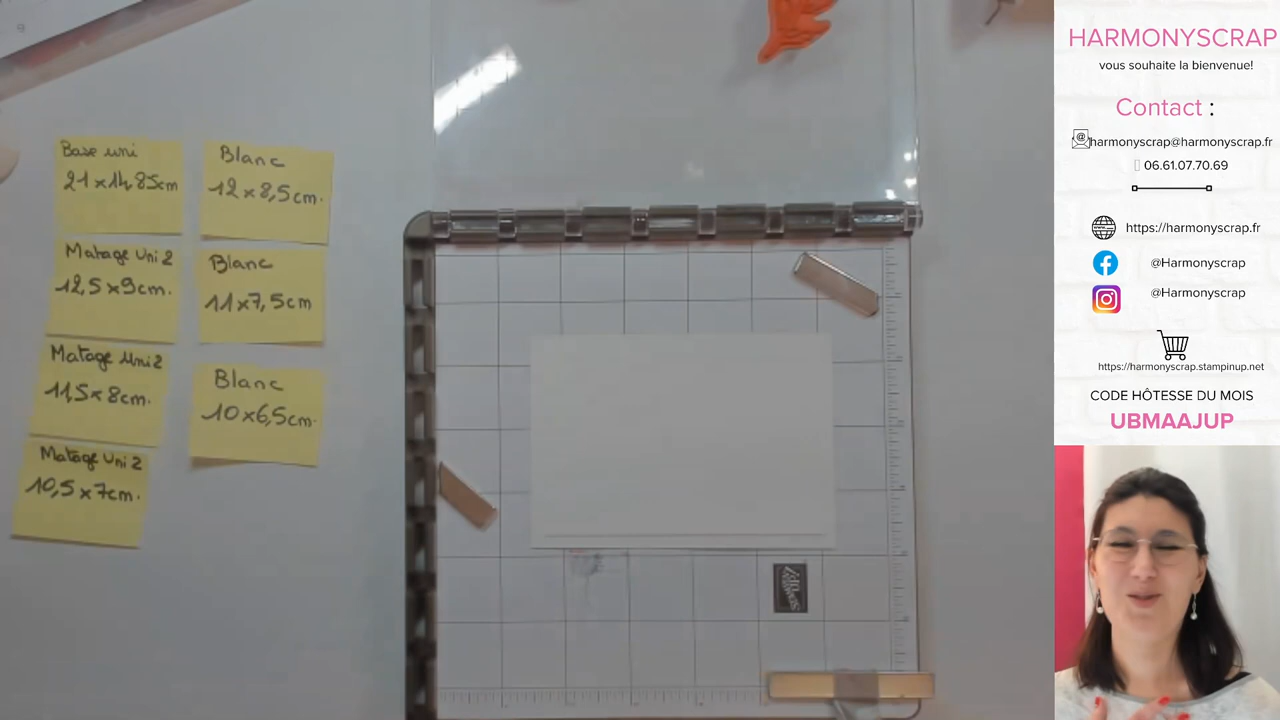 Base uni
21 x 14,85cm
Blanc
12 x 8,5cm.
Matage Uni 2
12,5 x 9cm.
Blanc
11 x 7,5cm
Matage Uni 2
11,5 x 8cm.
Blanc
10 x 6,5cm.
Matage Uni 2
10,5 x 7cm.
HARMONYSCRAP
vous souhaite la bienvenue!
Contact :
harmonyscrap@harmonyscrap.fr
06.61.07.70.69
https://harmonyscrap.fr
@Harmonyscrap
@Harmonyscrap
https://harmonyscrap.stampinup.net
CODE HÔTESSE DU MOIS
UBMAAJUP